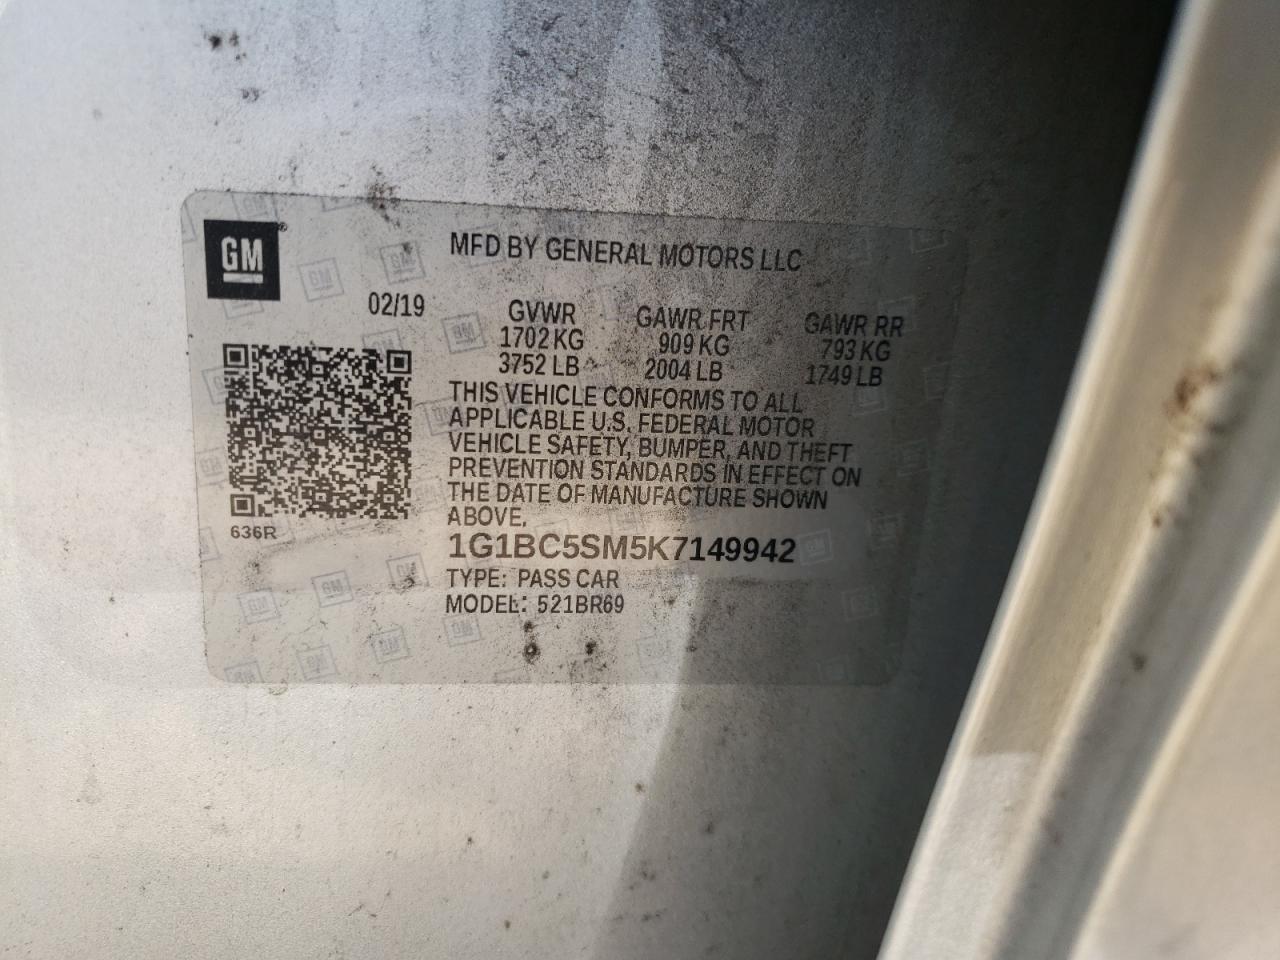 GM
MFD BY GENERAL MOTORS LLC
02/19
GVWR GAWR FRT GAWR RR
1702 KG 909 KG 793 KG
3752 LB 2004 LB 1749 LB
THIS VEHICLE CONFORMS TO ALL
APPLICABLE U.S. FEDERAL MOTOR
VEHICLE SAFETY, BUMPER, AND THEFT
PREVENTION STANDARDS IN EFFECT ON
THE DATE OF MANUFACTURE SHOWN
ABOVE.
636R
1G1BC5SM5K7149942
TYPE: PASS CAR
MODEL: 521BR69